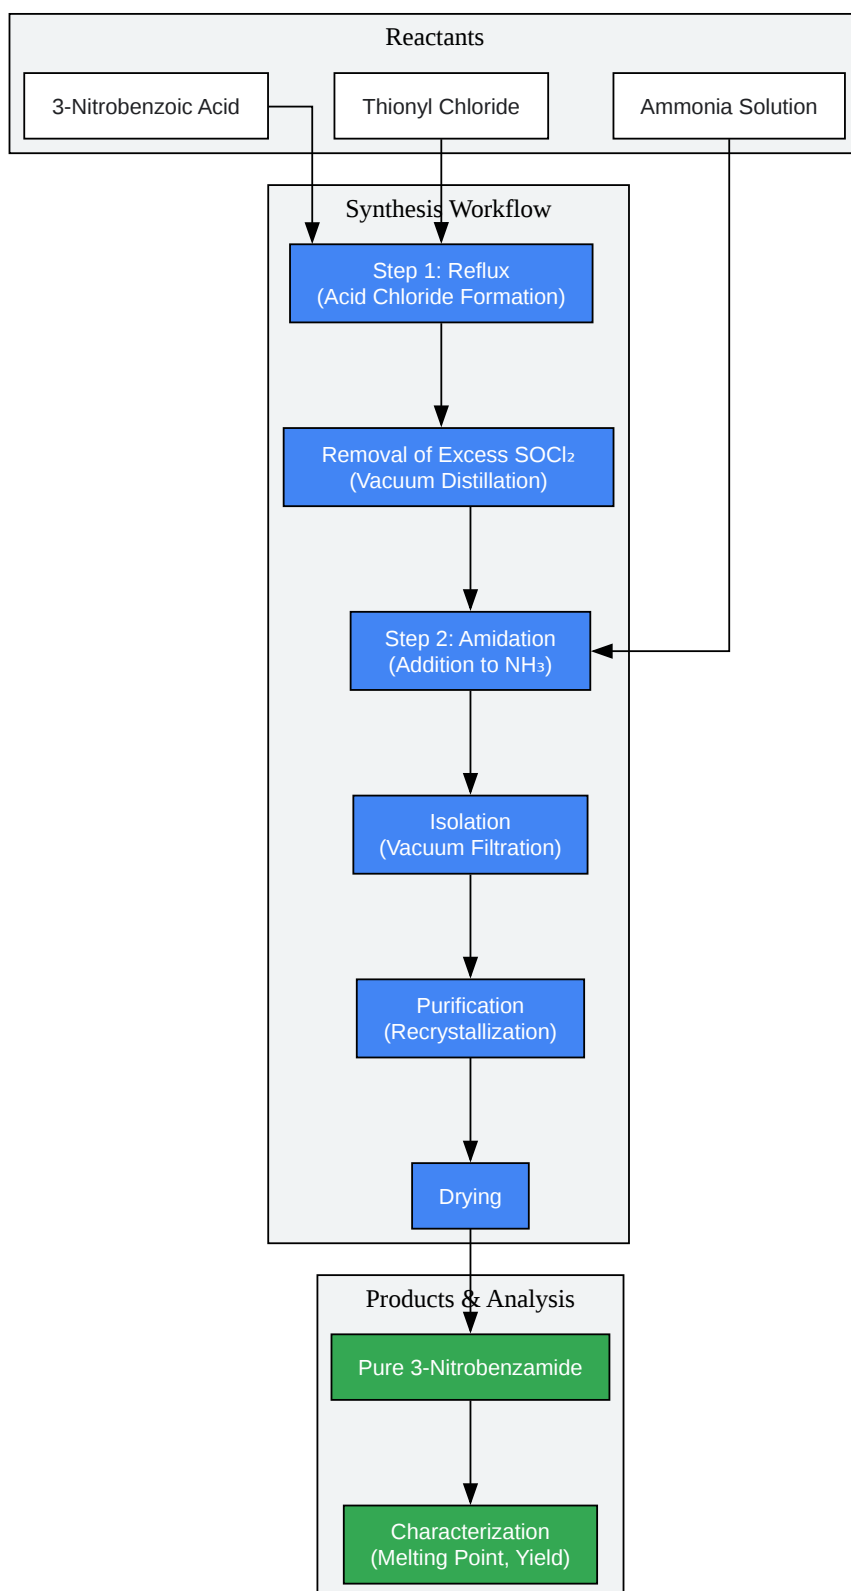 Reactants
3-Nitrobenzoic Acid
Thionyl Chloride
Ammonia Solution
Synthesis Workflow
Step 1: Reflux
(Acid Chloride Formation)
Removal of Excess SOCl₂
(Vacuum Distillation)
Step 2: Amidation
(Addition to NH₃)
Isolation
(Vacuum Filtration)
Purification
(Recrystallization)
Drying
Products & Analysis
Pure 3-Nitrobenzamide
Characterization
(Melting Point, Yield)